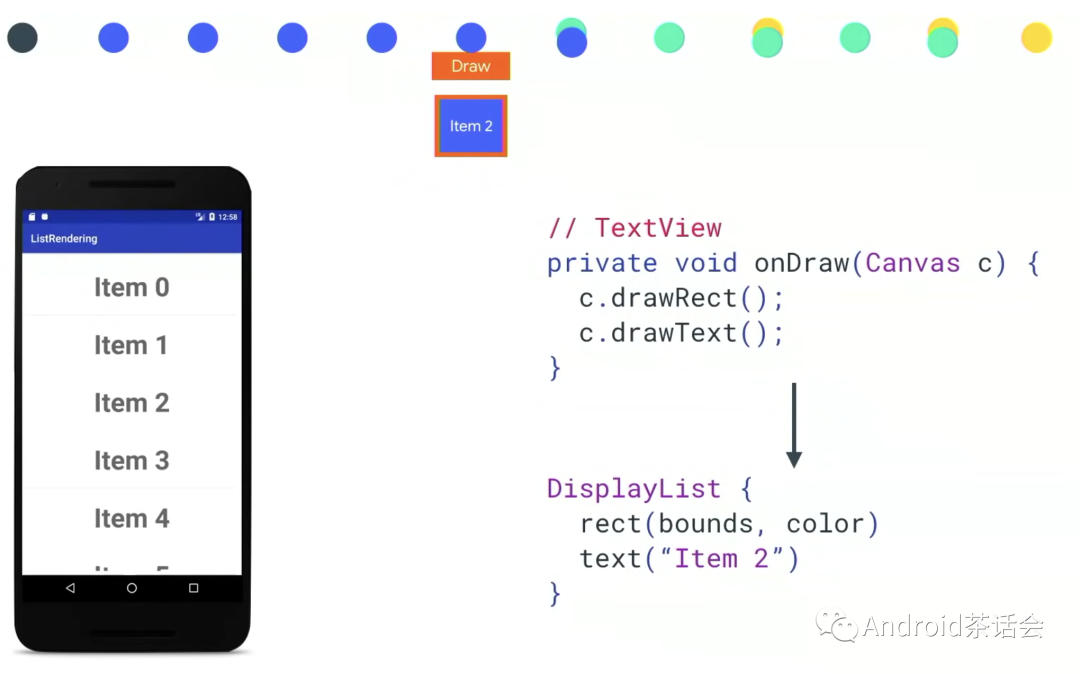 Draw
Item 2
12:58
ListRendering
Item 0
Item 1
Item 2
Item 3
Item 4
// TextView
private void onDraw(Canvas c) {
c.drawRect();
c.drawText();
}
DisplayList {
rect(bounds, color)
text(“Item 2”)
}
Android茶话会